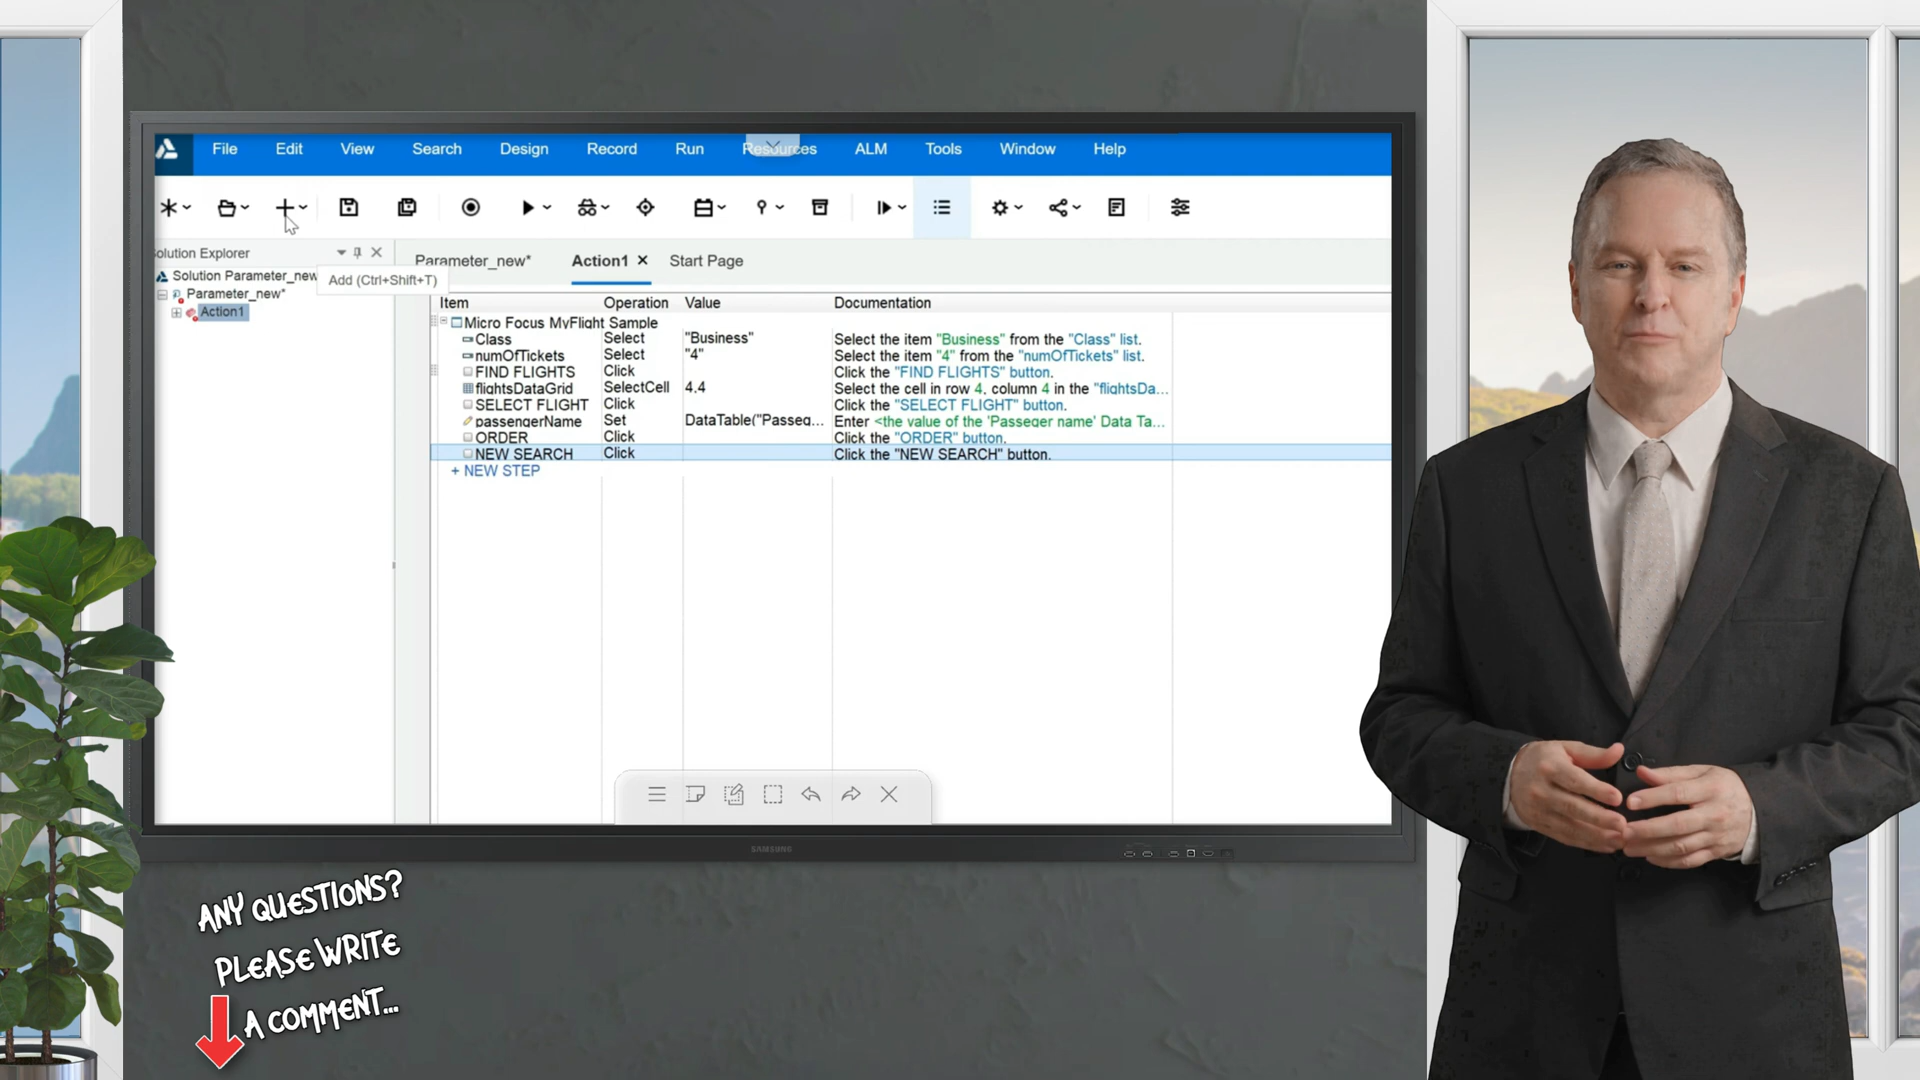 File Edit View Search Design Record Run Resources ALM Tools Window Help
olution Explorer
Solution Parameter_new
Parameter_new*
Action1
Add (Ctrl+Shift+T)
Parameter_new* Action1 Start Page
Item Operation Value Documentation
Micro Focus MyFlight Sample
Class Select "Business" Select the item "Business" from the "Class" list.
numOfTickets Select "4" Select the item "4" from the "numOfTickets" list.
FIND FLIGHTS Click Click the "FIND FLIGHTS" button.
flightsDataGrid SelectCell 4,4 Select the cell in row 4, column 4 in the "flightsDa...
SELECT FLIGHT Click Click the "SELECT FLIGHT" button.
passengerName Set DataTable("Passeg... Enter <the value of the 'Passeger name' Data Ta...
ORDER Click Click the "ORDER" button.
NEW SEARCH Click Click the "NEW SEARCH" button.
+ NEW STEP
SAMSUNG
ANY QUESTIONS?
PLEASE WRITE
A COMMENT...